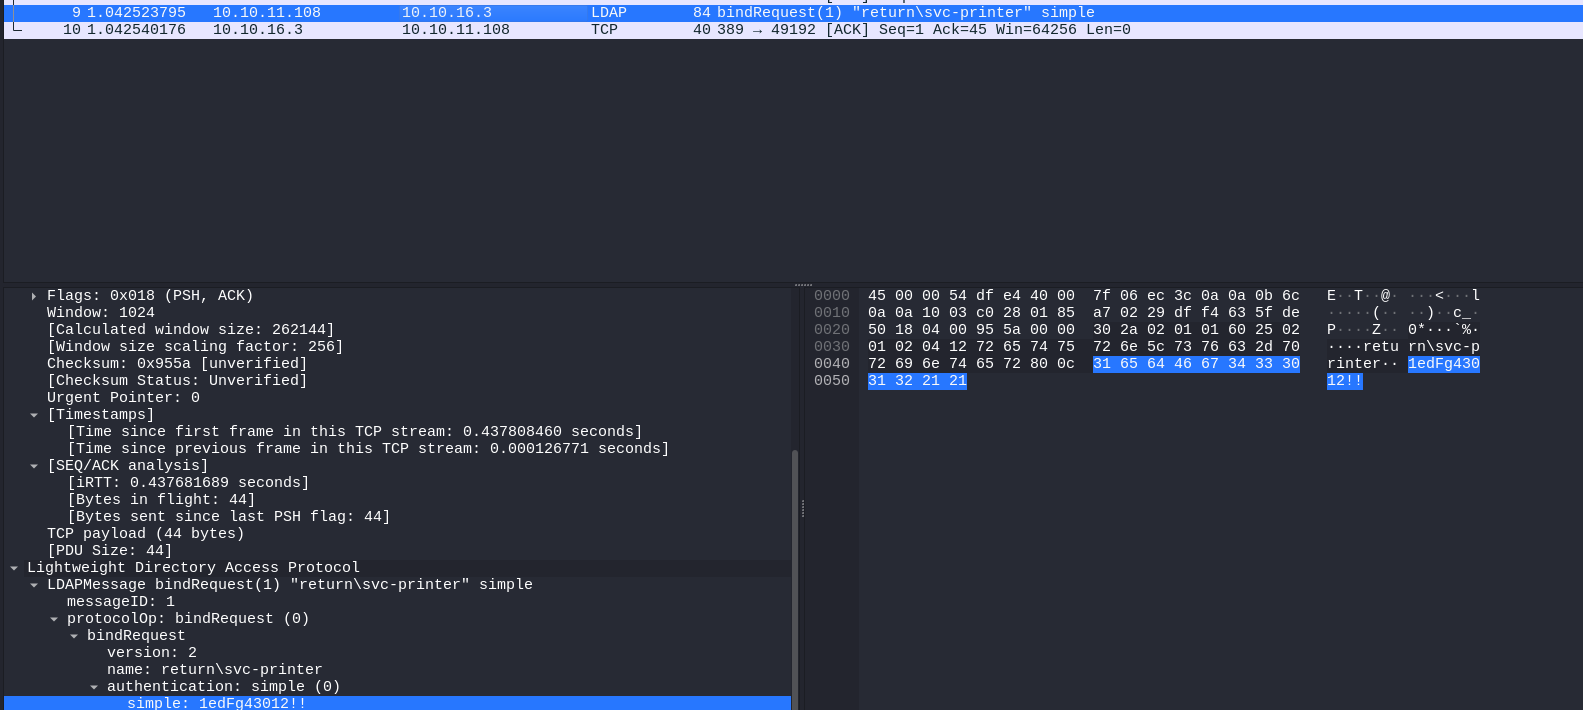 9 1.042523795 10.10.11.108 10.10.16.3 LDAP 84 bindRequest(1) "return\svc-printer" simple
10 1.042540176 10.10.16.3 10.10.11.108 TCP 40 389 → 49192 [ACK] Seq=1 Ack=45 Win=64256 Len=0
Flags: 0x018 (PSH, ACK)
Window: 1024
[Calculated window size: 262144]
[Window size scaling factor: 256]
Checksum: 0x955a [unverified]
[Checksum Status: Unverified]
Urgent Pointer: 0
[Timestamps]
[Time since first frame in this TCP stream: 0.437808460 seconds]
[Time since previous frame in this TCP stream: 0.000126771 seconds]
[SEQ/ACK analysis]
[iRTT: 0.437681689 seconds]
[Bytes in flight: 44]
[Bytes sent since last PSH flag: 44]
TCP payload (44 bytes)
[PDU Size: 44]
Lightweight Directory Access Protocol
LDAPMessage bindRequest(1) "return\svc-printer" simple
messageID: 1
protocolOp: bindRequest (0)
bindRequest
version: 2
name: return\svc-printer
authentication: simple (0)
simple: 1edFg43012!!
0000 45 00 00 54 df e4 40 00 7f 06 ec 3c 0a 0a 0b 6c E··T··@· ···<···l
0010 0a 0a 10 03 c0 28 01 85 a7 02 29 df f4 63 5f de ·····(·· ··)··c_·
0020 50 18 04 00 95 5a 00 00 30 2a 02 01 01 60 25 02 P····Z·· 0*···`%·
0030 01 02 04 12 72 65 74 75 72 6e 5c 73 76 63 2d 70 ····retu rn\svc-p
0040 72 69 6e 74 65 72 80 0c 31 65 64 46 67 34 33 30 rinter·· 1edFg430
0050 31 32 21 21 12!!